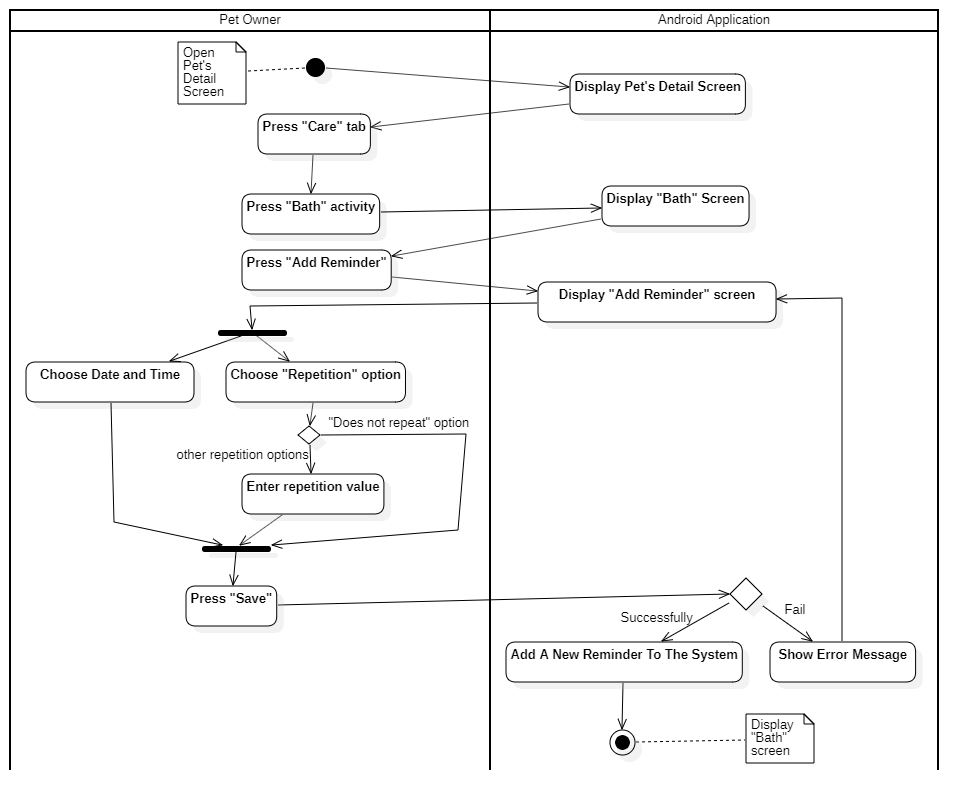 Pet Owner
Android Application
Open
Pet's
Detail
Screen
Display Pet's Detail Screen
Press "Care" tab
Press "Bath" activity
Display "Bath" Screen
Press "Add Reminder"
Display "Add Reminder" screen
Choose Date and Time
Choose "Repetition" option
"Does not repeat" option
other repetition options
Enter repetition value
Press "Save"
Successfully
Fail
Add A New Reminder To The System
Show Error Message
Display
"Bath"
screen